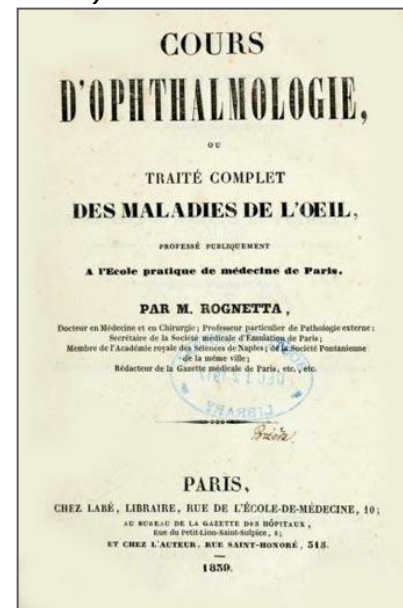 COURS
D'OPHTHALMOLOGIE,
OU
TRAITÉ COMPLET
DES MALADIES DE L'ŒIL,
PROFESSÉ PUBLIQUEMENT
A l'Ecole pratique de médecine de Paris.
PAR M. ROGNETTA,
Docteur en Médecine et en Chirurgie; Professeur particulier de Pathologie externe;
Secrétaire de la Société médicale d'Émulation de Paris;
Membre de l'Académie royale des Sciences de Naples; de la Société Pontanienne
de la même ville;
Rédacteur de la Gazette médicale de Paris, etc., etc.
LIBRARY
PARIS,
CHEZ LABÉ, LIBRAIRE, RUE DE L'ÉCOLE-DE-MÉDECINE, 10;
AU BUREAU DE LA GAZETTE DES HÔPITAUX,
Rue du Petit-Lion-Saint-Sulpice, 8;
ET CHEZ L'AUTEUR, RUE SAINT-HONORÉ, 315.
1839.